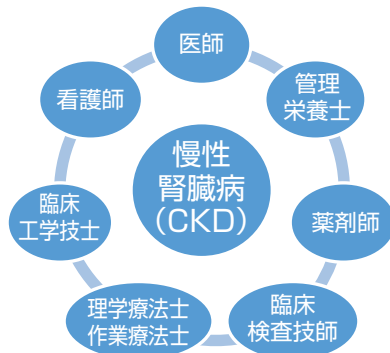 医師
管理
栄養士
薬剤師
臨床
検査技師
理学療法士
作業療法士
臨床
工学技士
看護師
慢性
腎臓病
（CKD）